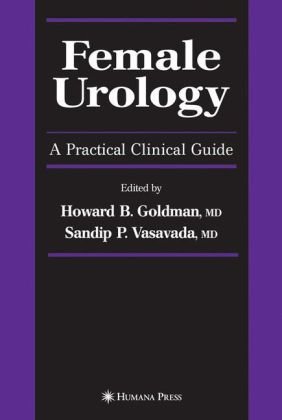 Female
Urology
A Practical Clinical Guide
Edited by
Howard B. Goldman, MD
Sandip P. Vasavada, MD
HUMANA PRESS